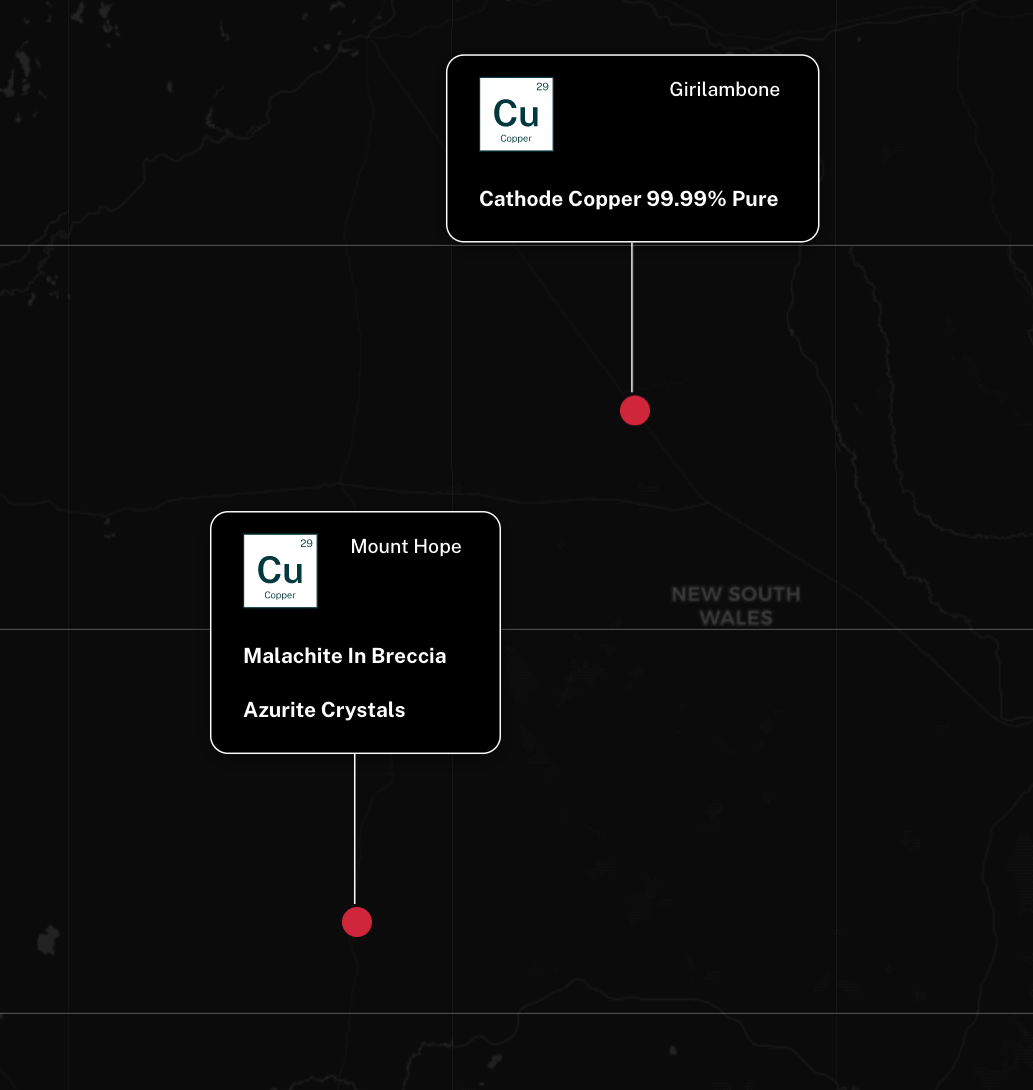 29
Cu
Copper
Girilambone
Cathode Copper 99.99% Pure
29
Cu
Copper
Mount Hope
Malachite In Breccia
Azurite Crystals
NEW SOUTH
WALES